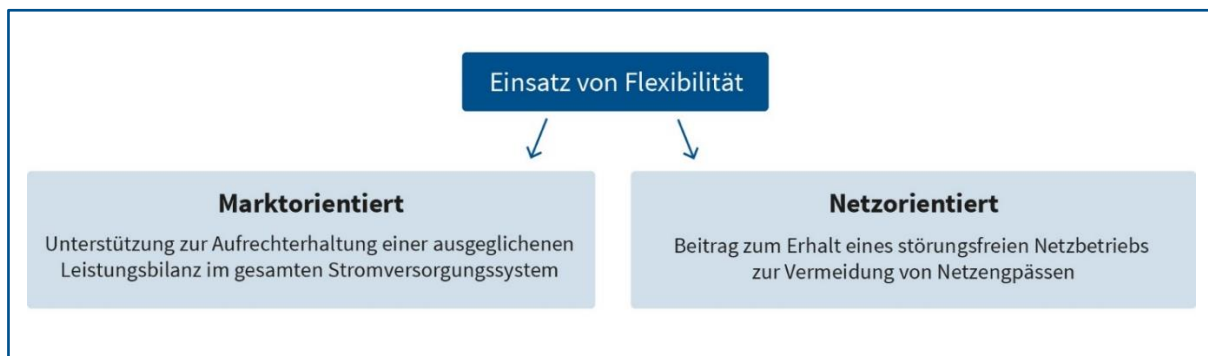 Einsatz von Flexibilität
Marktorientiert
Unterstützung zur Aufrechterhaltung einer ausgeglichenen
Leistungsbilanz im gesamten Stromversorgungssystem
Netzorientiert
Beitrag zum Erhalt eines störungsfreien Netzbetriebs
zur Vermeidung von Netzengpässen